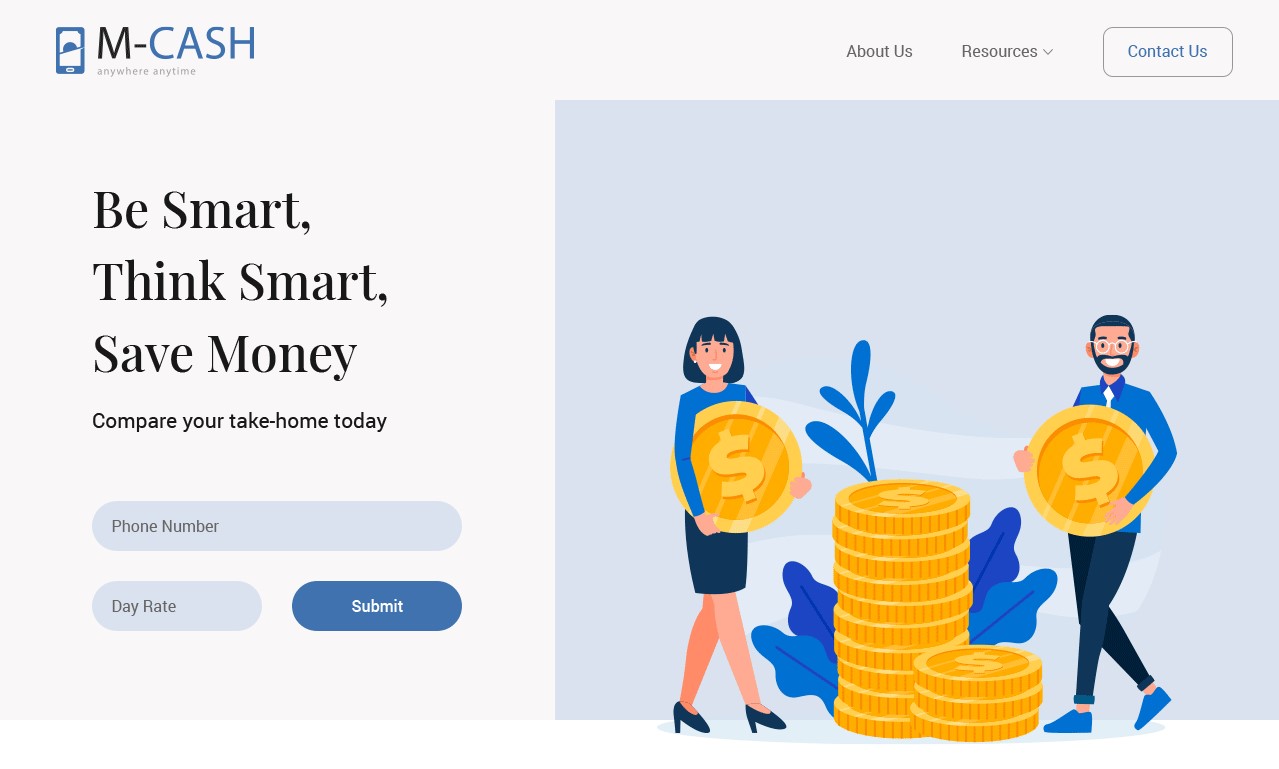 M-CASH
anywhere anytime
About Us
Resources
Contact Us
Be Smart,
Think Smart,
Save Money
Compare your take-home today
Phone Number
Day Rate
Submit
$
$
$
$